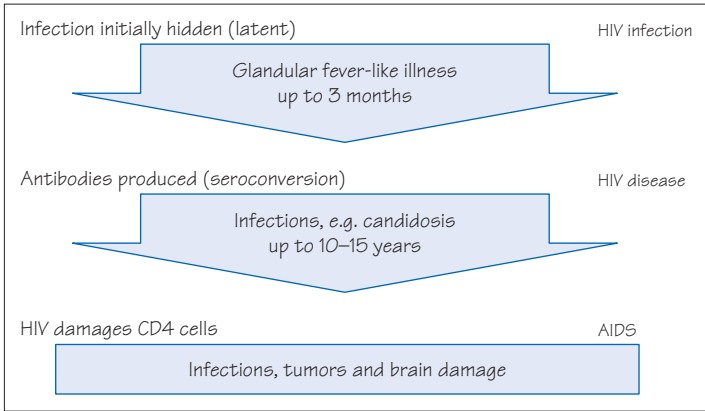 Infection initially hidden (latent) HIV infection
Glandular fever-like illness
up to 3 months
Antibodies produced (seroconversion) HIV disease
Infections, e.g. candidosis
up to 10–15 years
HIV damages CD4 cells AIDS
Infections, tumors and brain damage